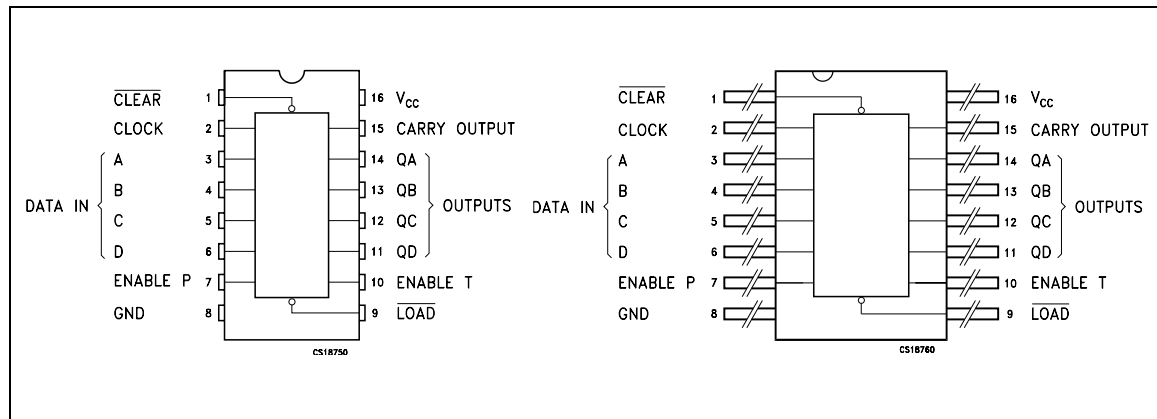 CLEAR 1 16 VCC
CLOCK 2 15 CARRY OUTPUT
A 3 14 QA
B 4 13 QB
DATA IN OUTPUTS
C 5 12 QC
D 6 11 QD
ENABLE P 7 10 ENABLE T
GND 8 9 LOAD
CS18750
CLEAR 1 16 VCC
CLOCK 2 15 CARRY OUTPUT
A 3 14 QA
B 4 13 QB
DATA IN OUTPUTS
C 5 12 QC
D 6 11 QD
ENABLE P 7 10 ENABLE T
GND 8 9 LOAD
CS18760